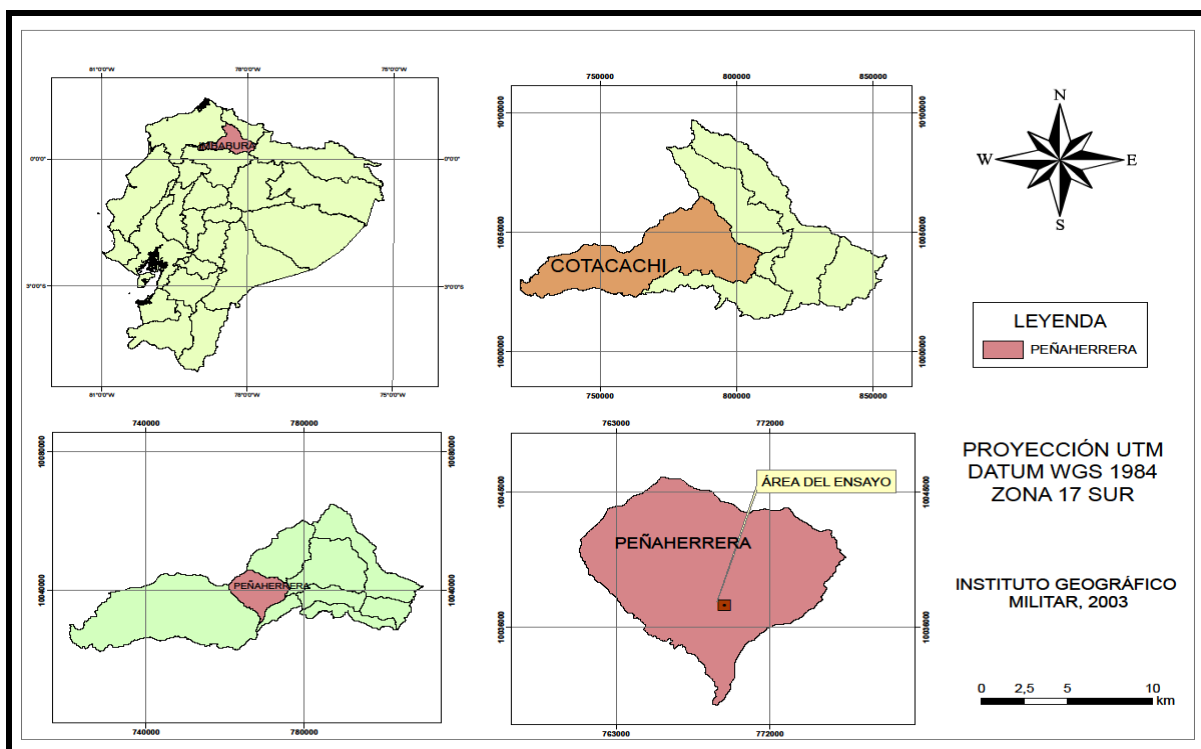 81°0'0"W 78°0'0"W 75°0'0"W
IMBABURA
0°0'0" 0°0'0"
3°0'0"S 3°0'0"S
81°0'0"W 78°0'0"W 75°0'0"W
750000 800000 850000
10100000 10100000
10050000 10050000
COTACACHI
10000000 10000000
750000 800000 850000
N
W E
S
LEYENDA
PEÑAHERRERA
740000 780000
10080000 10080000
PEÑAHERRERA
10040000 10040000
740000 780000
763000 772000
ÁREA DEL ENSAYO
PEÑAHERRERA
763000 772000
PROYECCIÓN UTM
DATUM WGS 1984
ZONA 17 SUR
INSTITUTO GEOGRÁFICO
MILITAR, 2003
0 2,5 5 10
km